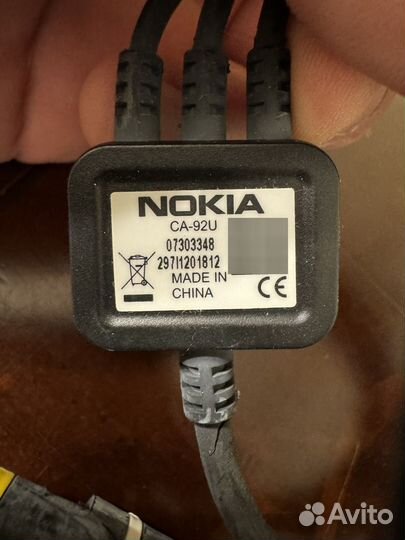 NOKIA
CA-92U
07303348
297I1201812
MADE IN
CHINA
CE
Avito